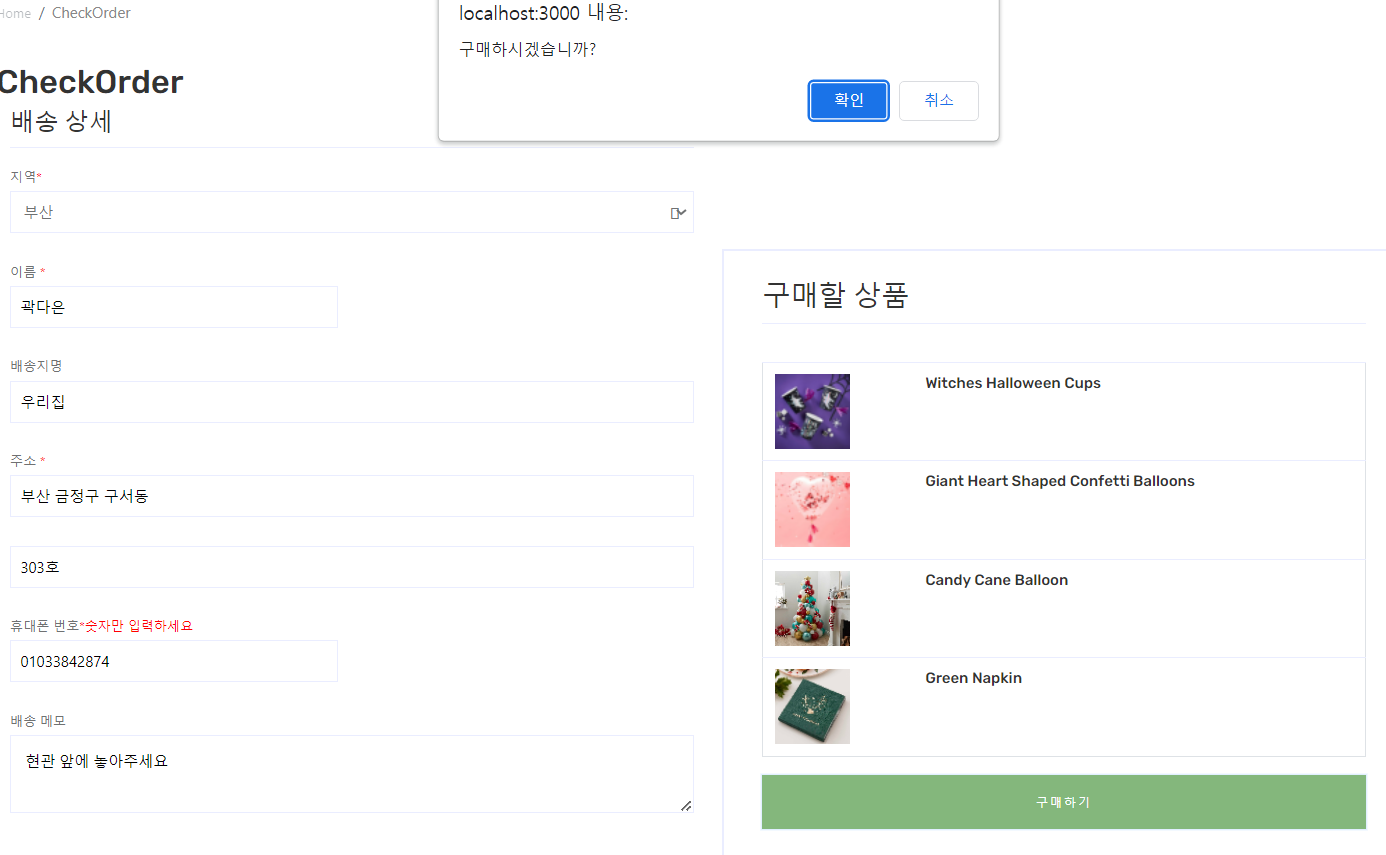 Home / CheckOrder
localhost:3000 내용:
구매하시겠습니까?
확인 취소
CheckOrder
배송 상세
지역*
부산
이름 *
곽다은
배송지명
우리집
주소 *
부산 금정구 구서동
303호
휴대폰 번호*숫자만 입력하세요
01033842874
배송 메모
현관 앞에 놓아주세요
구매할 상품
Witches Halloween Cups
Giant Heart Shaped Confetti Balloons
Candy Cane Balloon
Green Napkin
구매하기